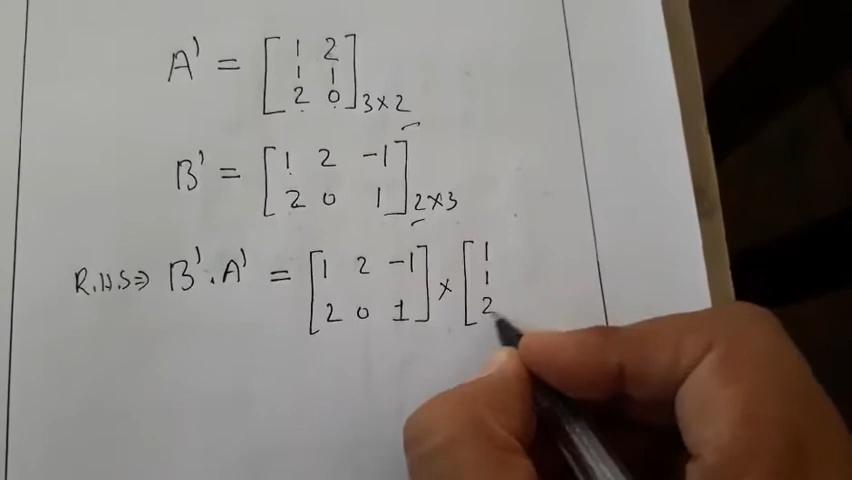 A' = [1 2
1 1
2 0]3×2
B' = [1 2 -1
2 0 1]2×3
R.H.S⇒ B'.A' = [1 2 -1
2 0 1] × [1
1
2